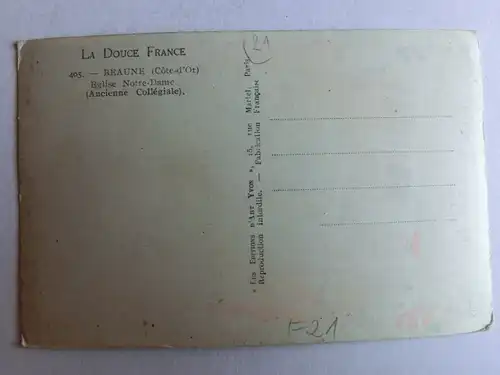 LA DOUCE FRANCE
405. — BEAUNE (Côte-d'Or)
Eglise Notre-Dame
(Ancienne Collégiale).
(21
« Les Editions d'Art Yvon », 15, rue Martel, Paris
Reproduction Interdite. — Fabrication Française
F-21